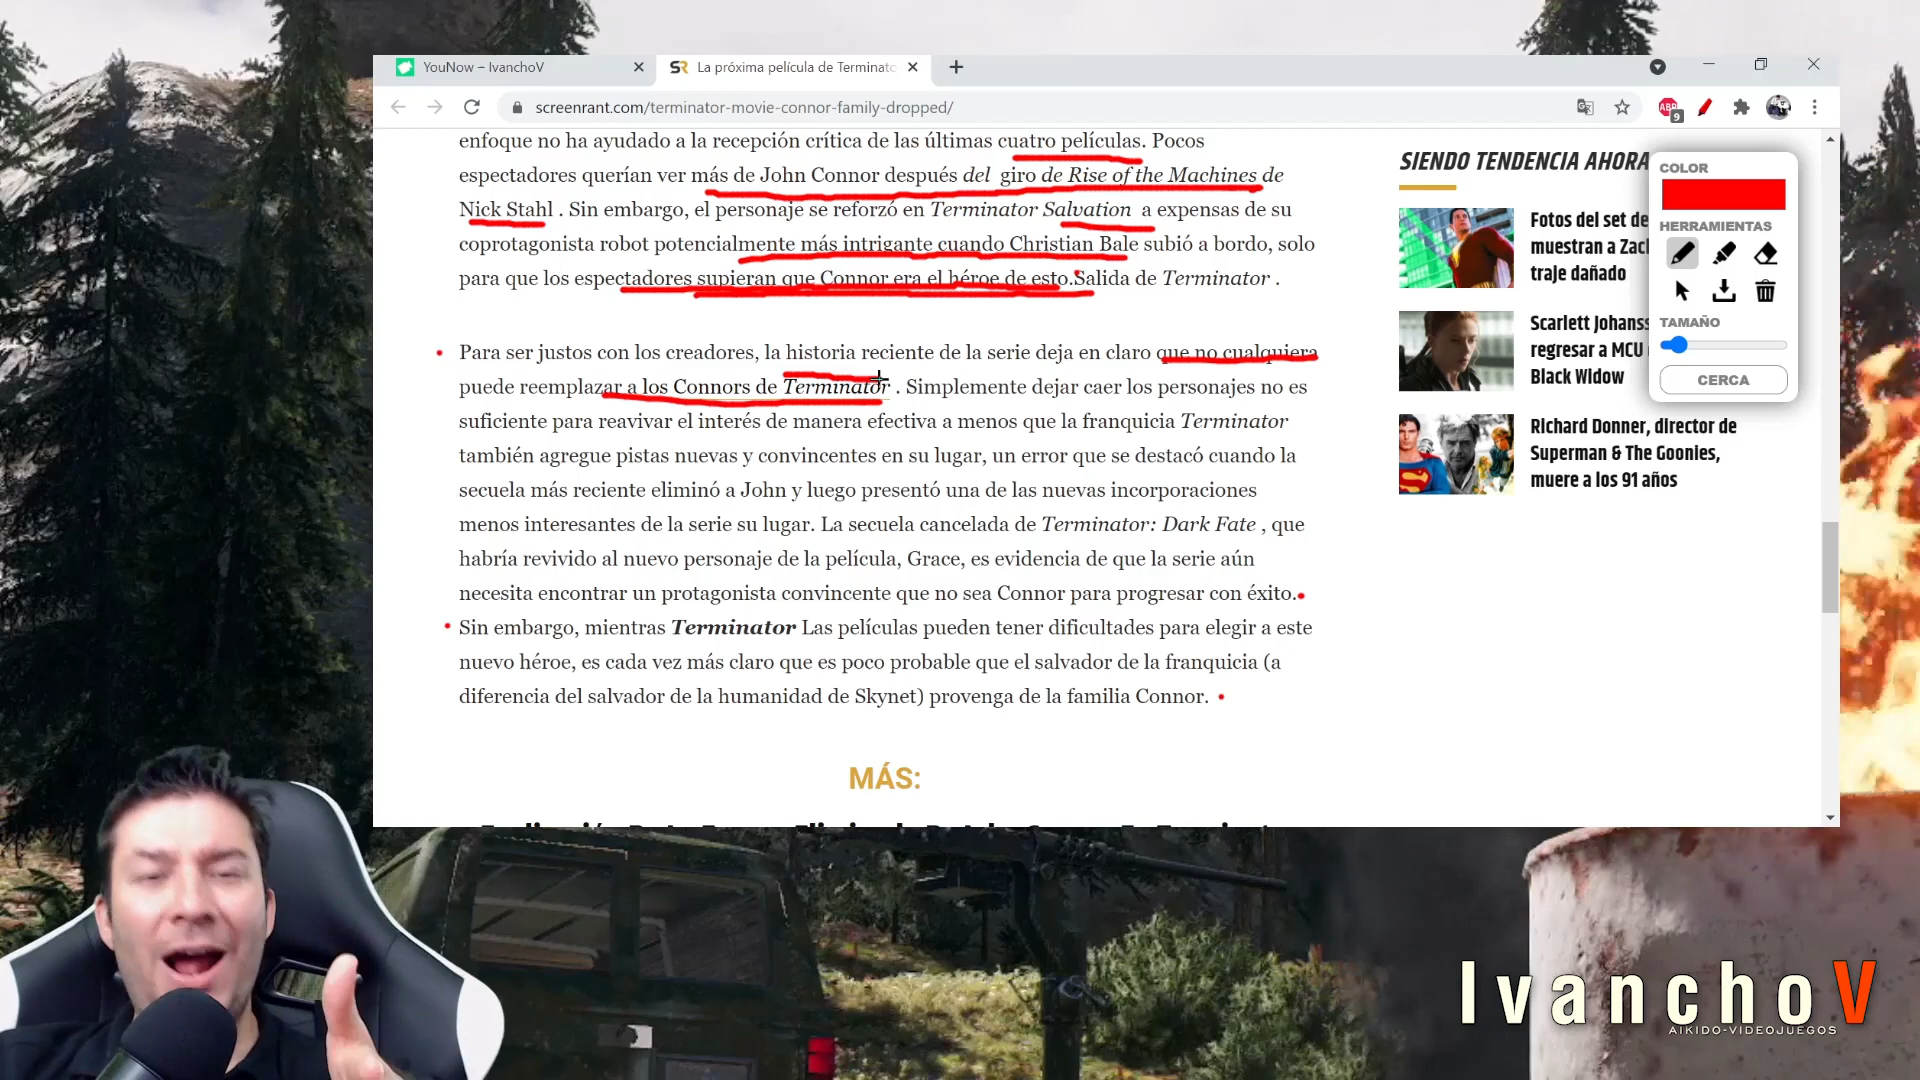 YouNow – IvanchoV
SR La próxima película de Terminato
screenrant.com/terminator-movie-connor-family-dropped/
ABP
9
enfoque no ha ayudado a la recepción crítica de las últimas cuatro películas. Pocos
espectadores querían ver más de John Connor después del giro de Rise of the Machines de
Nick Stahl . Sin embargo, el personaje se reforzó en Terminator Salvation a expensas de su
coprotagonista robot potencialmente más intrigante cuando Christian Bale subió a bordo, solo
para que los espectadores supieran que Connor era el héroe de esto.Salida de Terminator .
Para ser justos con los creadores, la historia reciente de la serie deja en claro que no cualquiera
puede reemplazar a los Connors de Terminator . Simplemente dejar caer los personajes no es
suficiente para reavivar el interés de manera efectiva a menos que la franquicia Terminator
también agregue pistas nuevas y convincentes en su lugar, un error que se destacó cuando la
secuela más reciente eliminó a John y luego presentó una de las nuevas incorporaciones
menos interesantes de la serie su lugar. La secuela cancelada de Terminator: Dark Fate , que
habría revivido al nuevo personaje de la película, Grace, es evidencia de que la serie aún
necesita encontrar un protagonista convincente que no sea Connor para progresar con éxito.
Sin embargo, mientras Terminator Las películas pueden tener dificultades para elegir a este
nuevo héroe, es cada vez más claro que es poco probable que el salvador de la franquicia (a
diferencia del salvador de la humanidad de Skynet) provenga de la familia Connor.
MÁS:
SIENDO TENDENCIA AHORA
Fotos del set de
muestran a Zac
traje dañado
Scarlett Johanss
regresar a MCU
Black Widow
Richard Donner, director de
Superman & The Goonies,
muere a los 91 años
COLOR
HERRAMIENTAS
TAMAÑO
CERCA
IvanchoV
AIKIDO-VIDEOJUEGOS